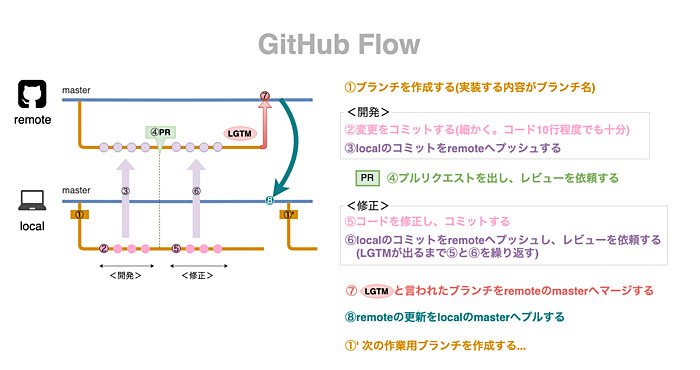 GitHub Flow
remote
master
④PR
LGTM
⑦
③
⑥
local
master
①
⑧
①'
②
⑤
＜開発＞
＜修正＞
①ブランチを作成する(実装する内容がブランチ名)
＜開発＞
②変更をコミットする(細かく。コード10行程度でも十分)
③localのコミットをremoteへプッシュする
PR ④プルリクエストを出し、レビューを依頼する
＜修正＞
⑤コードを修正し、コミットする
⑥localのコミットをremoteへプッシュし、レビューを依頼する
(LGTMが出るまで⑤と⑥を繰り返す)
⑦ LGTM と言われたブランチをremoteのmasterへマージする
⑧remoteの更新をlocalのmasterへプルする
①' 次の作業用ブランチを作成する...